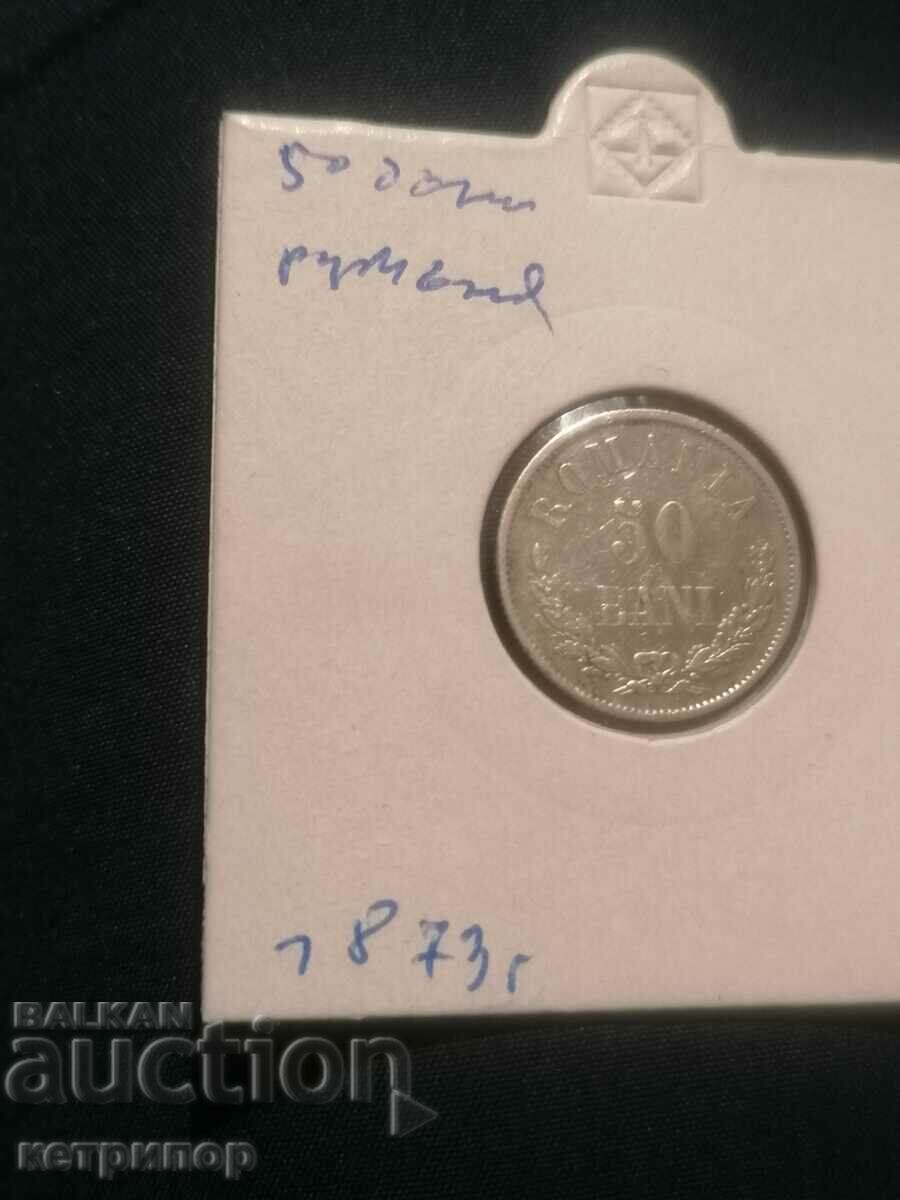 50 бани
румъния
ROMANIA
50
BANI
1873г
BALKAN
auction
кетрипор